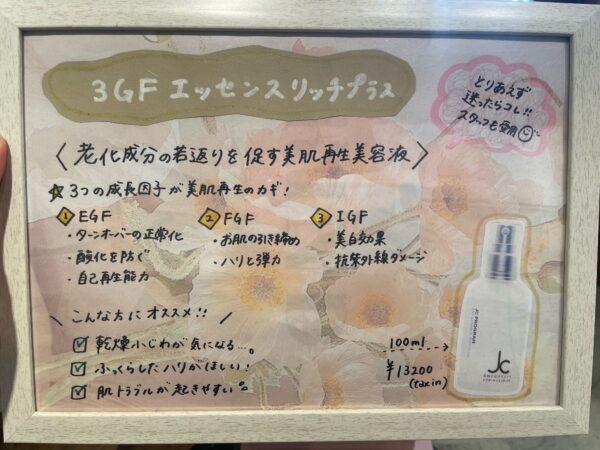 3GF エッセンスリッチプラス
とりあえず
迷ったらコレ!!
スタッフも愛用
〈 老化成分の若返りを促す美肌再生美容液 〉
☆3つの成長因子が美肌再生のカギ!
1 EGF
・ターンオーバーの正常化
・酸化を防ぐ
・自己再生能力
2 FGF
・お肌の引き締め
・ハリと弾力
3 IGF
・美白効果
・抗紫外線ダメージ
\ こんな方にオススメ!! /
☑ 乾燥小じわが気になる...。
☑ ふっくらしたハリがほしい!
☑ 肌トラブルが起きやすい
100ml
¥13200
(tax in)
JC PROGRAM
Jc